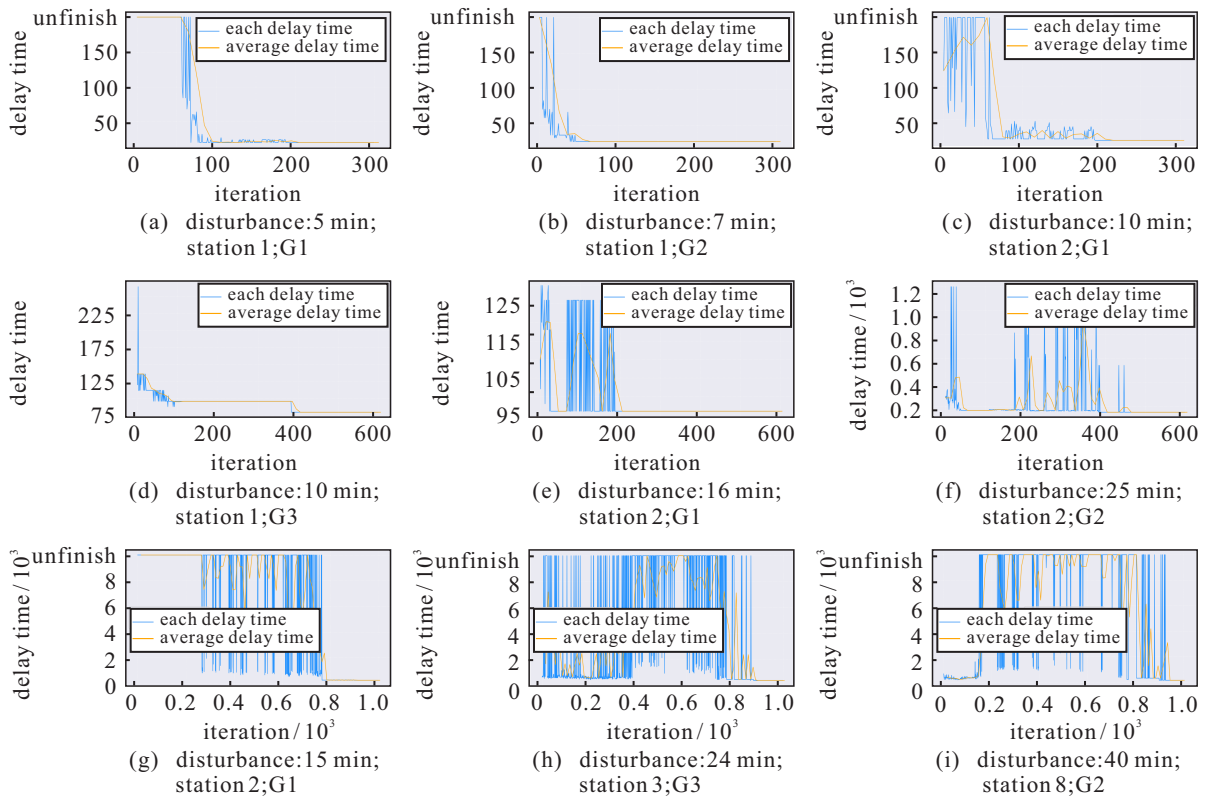 unfinish
150
100
50
delay time
each delay time
average delay time
0 100 200 300
iteration
(a) disturbance:5 min;
station 1;G1
unfinish
150
100
50
delay time
each delay time
average delay time
0 100 200 300
iteration
(b) disturbance:7 min;
station 1;G2
unfinish
150
100
50
delay time
each delay time
average delay time
0 100 200 300
iteration
(c) disturbance:10 min;
station 2;G1
225
175
125
75
delay time
each delay time
average delay time
0 200 400 600
iteration
(d) disturbance:10 min;
station 1;G3
125
115
105
95
delay time
each delay time
average delay time
0 200 400 600
iteration
(e) disturbance:16 min;
station 2;G1
1.2
1.0
0.8
0.6
0.4
0.2
delay time / 10³
each delay time
average delay time
0 200 400 600
iteration
(f) disturbance:25 min;
station 2;G2
unfinish
8
6
4
2
0
delay time / 10³
each delay time
average delay time
0 0.2 0.4 0.6 0.8 1.0
iteration / 10³
(g) disturbance:15 min;
station 2;G1
unfinish
8
6
4
2
0
delay time / 10³
each delay time
average delay time
0 0.2 0.4 0.6 0.8 1.0
iteration / 10³
(h) disturbance:24 min;
station 3;G3
unfinish
8
6
4
2
0
delay time / 10³
each delay time
average delay time
0 0.2 0.4 0.6 0.8 1.0
iteration / 10³
(i) disturbance:40 min;
station 8;G2